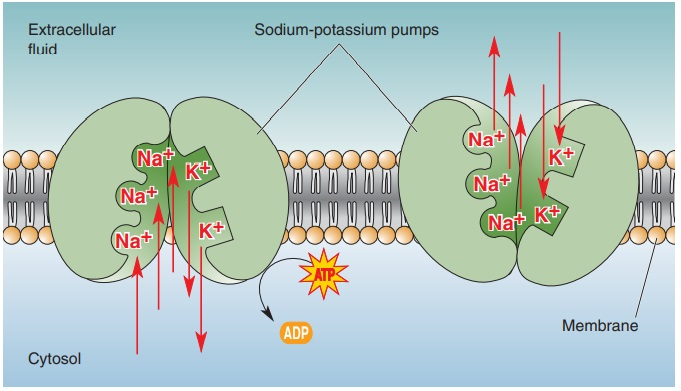 Extracellular
fluid
Sodium-potassium pumps
Na+
K+
Na+
Na+
K+
Na+
K+
Na+
Na+
K+
ATP
ADP
Membrane
Cytosol